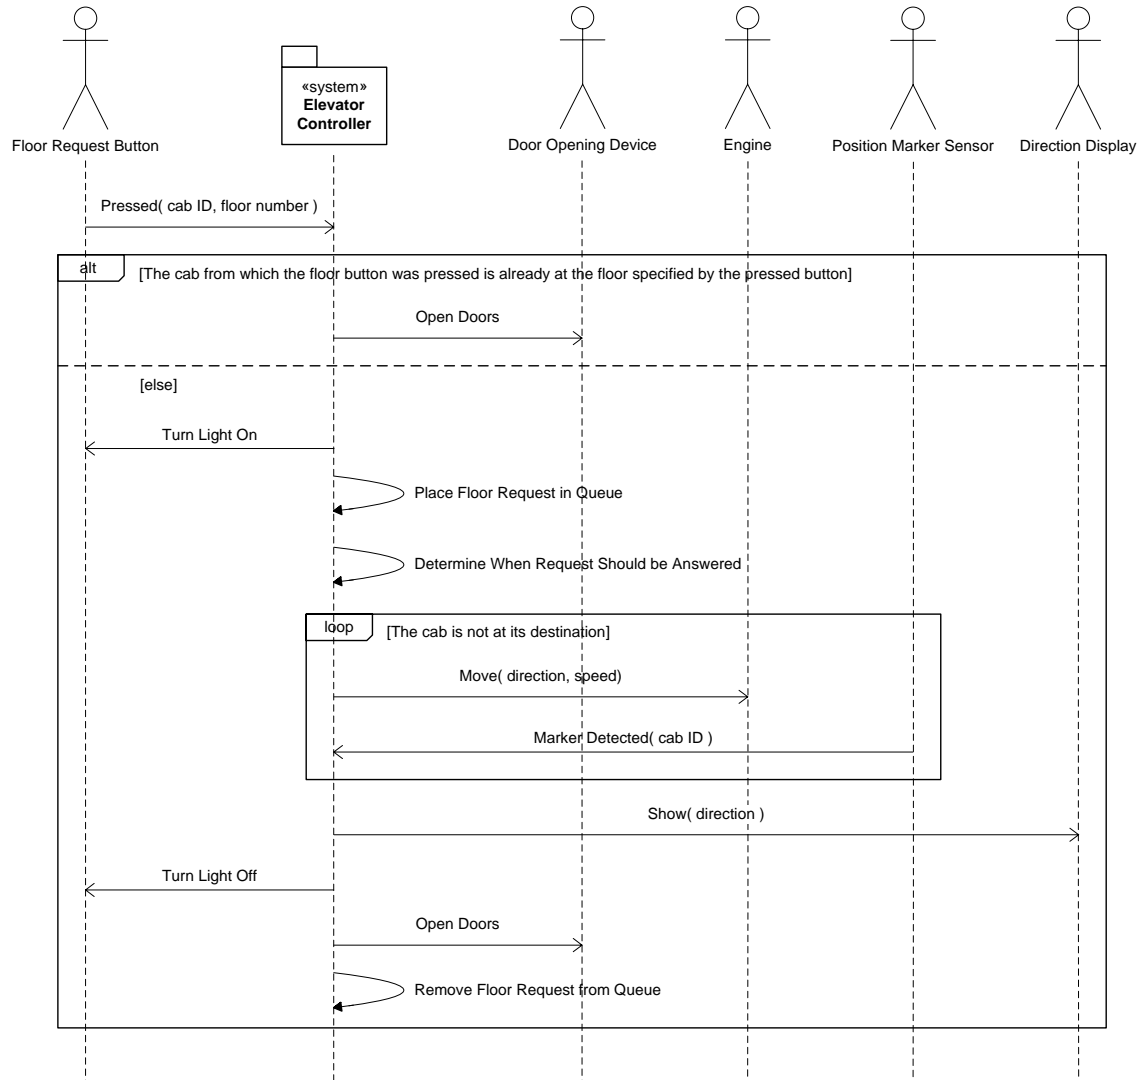 «system»
Elevator
Controller
Floor Request Button
Door Opening Device
Engine
Position Marker Sensor
Direction Display
Pressed( cab ID, floor number )
alt
[The cab from which the floor button was pressed is already at the floor specified by the pressed button]
Open Doors
[else]
Turn Light On
Place Floor Request in Queue
Determine When Request Should be Answered
loop
[The cab is not at its destination]
Move( direction, speed)
Marker Detected( cab ID )
Show( direction )
Turn Light Off
Open Doors
Remove Floor Request from Queue